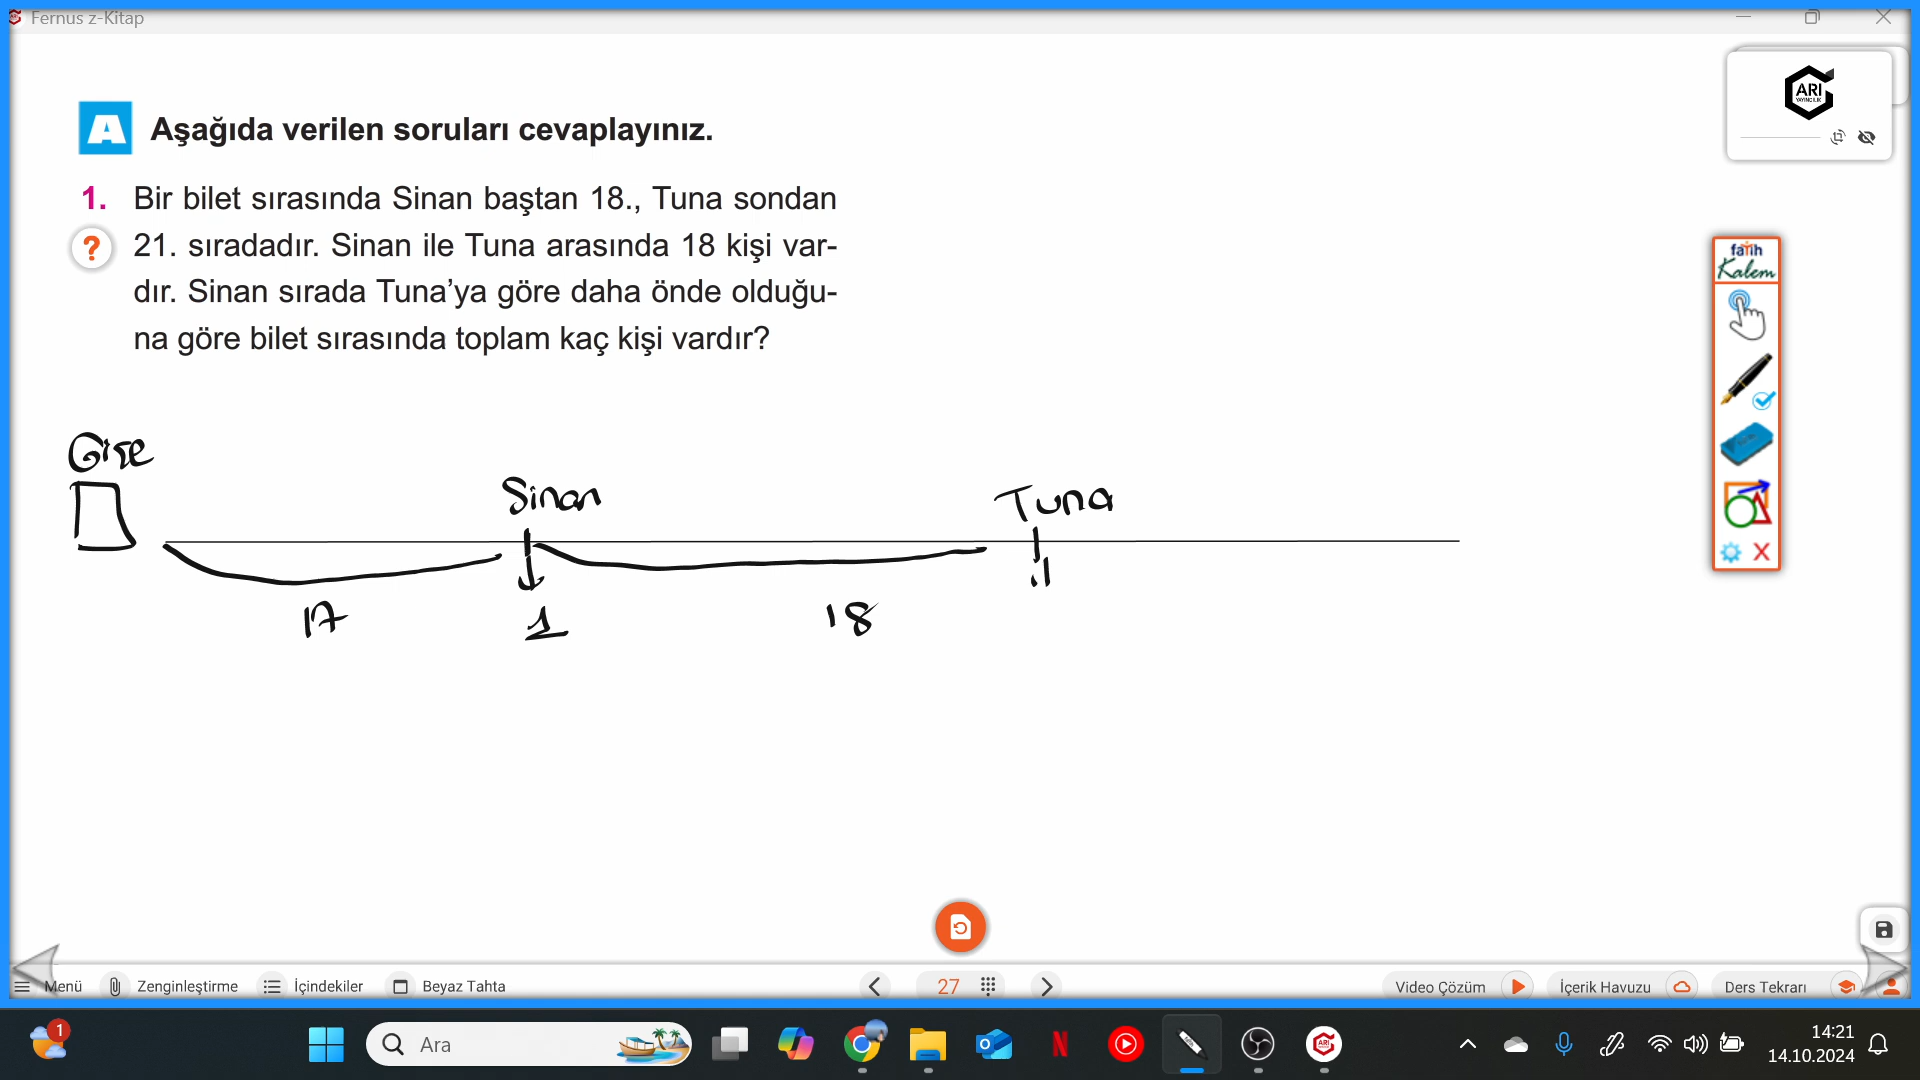 Fernus z-Kitap
ARI
YAYINCILIK
A Aşağıda verilen soruları cevaplayınız.
1. Bir bilet sırasında Sinan baştan 18., Tuna sondan
? 21. sıradadır. Sinan ile Tuna arasında 18 kişi var-
dır. Sinan sırada Tuna'ya göre daha önde olduğu-
na göre bilet sırasında toplam kaç kişi vardır?
fatih
Kalem
Gişe
Sinan
Tuna
17 1 18
Menü Zenginleştirme İçindekiler Beyaz Tahta 27 Video Çözüm İçerik Havuzu Ders Tekrarı
1
Ara
14:21
14.10.2024